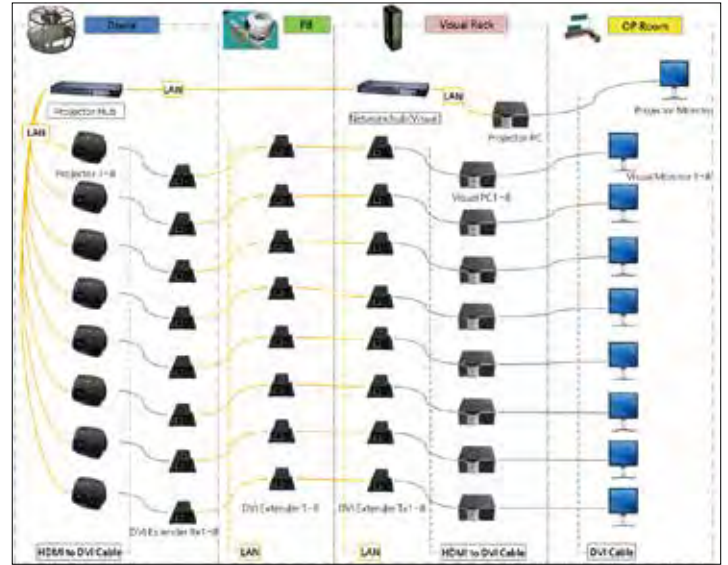 Dome
PB
Visual Rack
OP Room
LAN
LAN
Projector Hub
Network hub(Visual)
Projector PC
Projector Monitor
LAN
Projector 1~8
Visual PC1~8
Visual Monitor 1~8
DVI Extender Rx1~8
DVI Extender 1~8
DVI Extender Tx1~8
HDMI to DVI Cable
LAN
LAN
HDMI to DVI Cable
DVI Cable